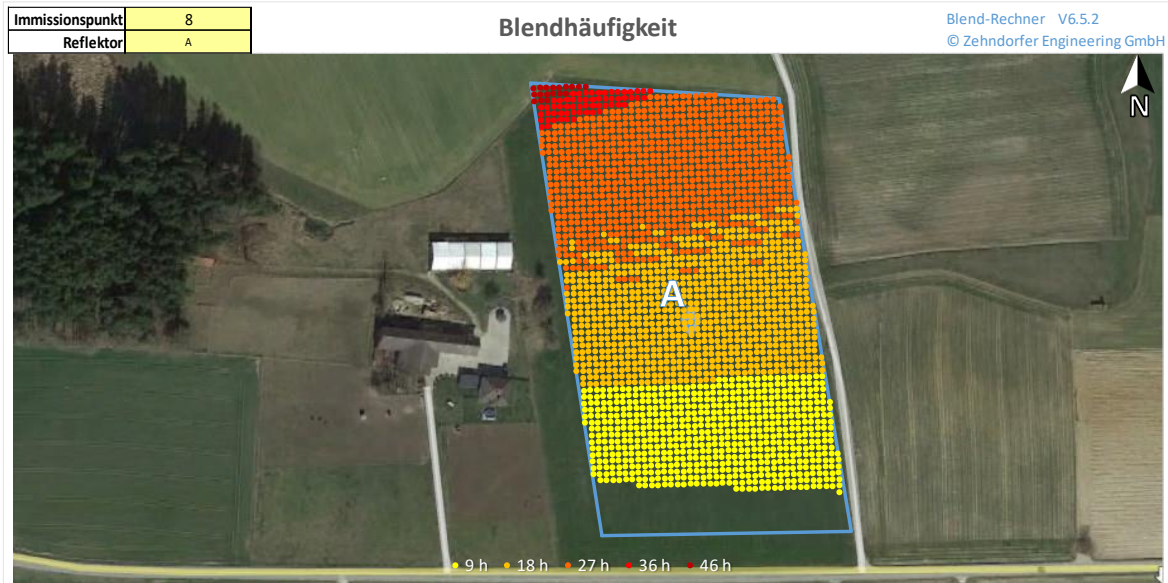 Immissionspunkt 8
Reflektor A
Blendhäufigkeit
Blend-Rechner V6.5.2
© Zehndorfer Engineering GmbH
N
A
9 h 18 h 27 h 36 h 46 h